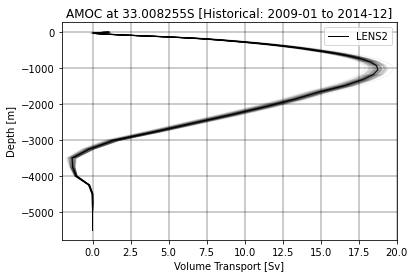 AMOC at 33.008255S [Historical: 2009-01 to 2014-12]
LENS2
0
−1000
−2000
−3000
−4000
−5000
Depth [m]
0.0 2.5 5.0 7.5 10.0 12.5 15.0 17.5 20.0
Volume Transport [Sv]